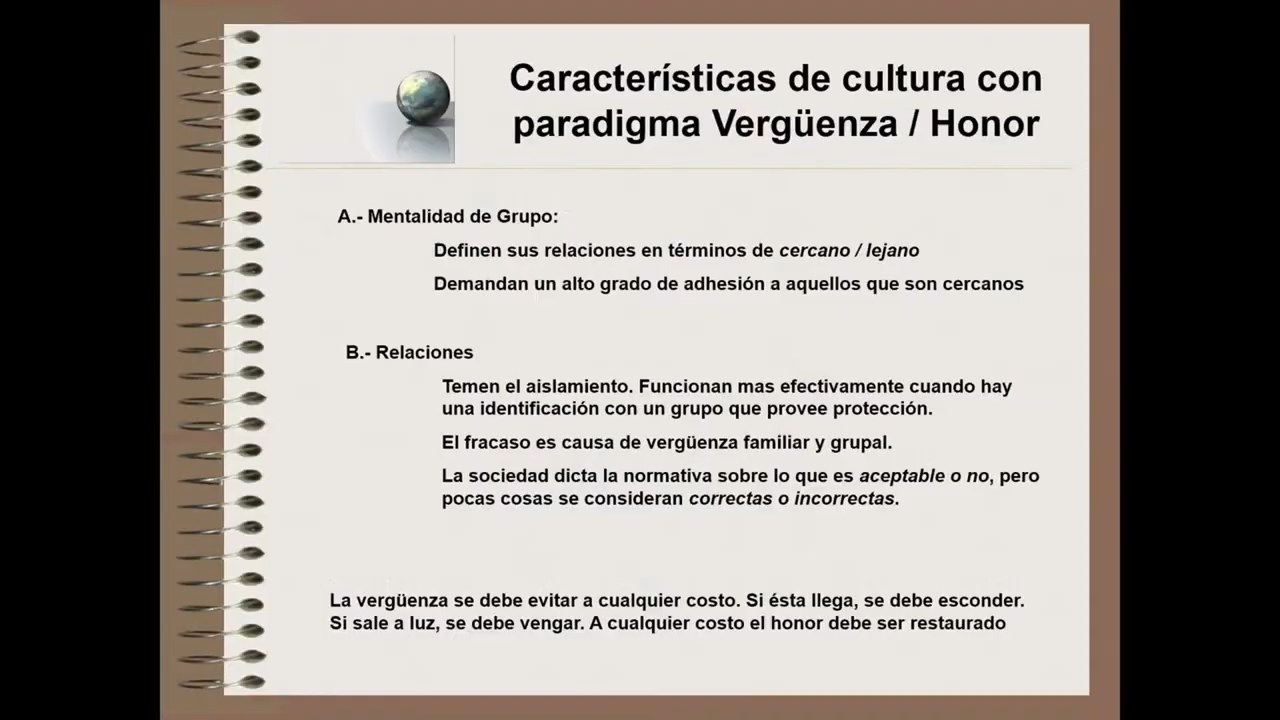 Características de cultura con
paradigma Vergüenza / Honor
A.- Mentalidad de Grupo:
Definen sus relaciones en términos de cercano / lejano
Demandan un alto grado de adhesión a aquellos que son cercanos
B.- Relaciones
Temen el aislamiento. Funcionan mas efectivamente cuando hay
una identificación con un grupo que provee protección.
El fracaso es causa de vergüenza familiar y grupal.
La sociedad dicta la normativa sobre lo que es aceptable o no, pero
pocas cosas se consideran correctas o incorrectas.
La vergüenza se debe evitar a cualquier costo. Si ésta llega, se debe esconder.
Si sale a luz, se debe vengar. A cualquier costo el honor debe ser restaurado